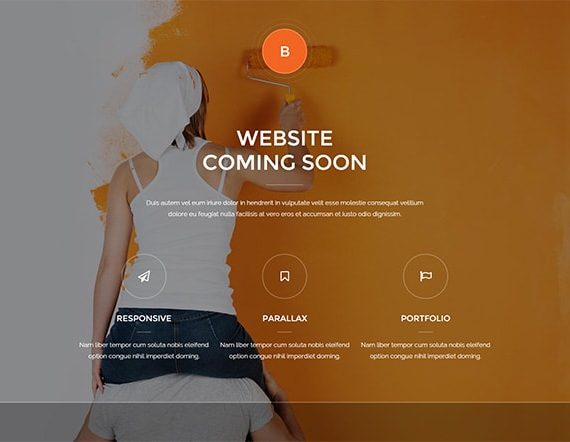 B
WEBSITE
COMING SOON
Duis autem vel eum iriure dolor in hendrerit in vulputate velit esse molestie consequat velitium
dolore eu feugiat nulla facilisis at vero eros et accumsan et iusto odio dignissim.
RESPONSIVE
Nam liber tempor cum soluta nobis eleifend
option congue nihil imperdiet doming.
PARALLAX
Nam liber tempor cum soluta nobis eleifend
option congue nihil imperdiet doming.
PORTFOLIO
Nam liber tempor cum soluta nobis eleifend
option congue nihil imperdiet doming.